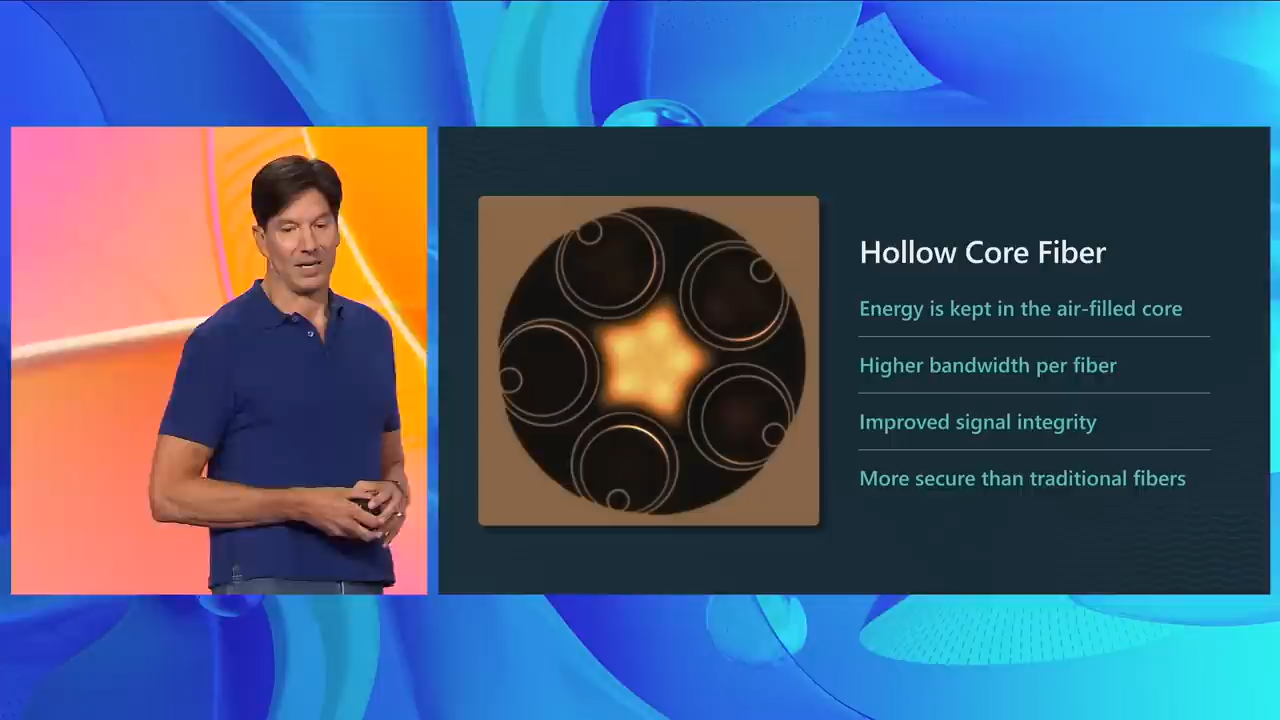 Hollow Core Fiber
Energy is kept in the air-filled core
Higher bandwidth per fiber
Improved signal integrity
More secure than traditional fibers